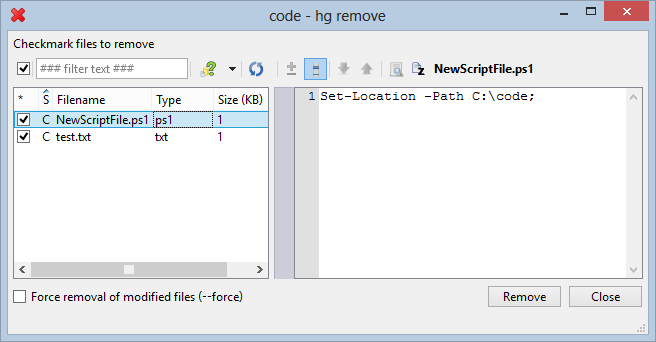 code - hg remove
Checkmark files to remove
### filter text ###
NewScriptFile.ps1
* S Filename Type Size (KB)
C NewScriptFile.ps1 ps1 1
C test.txt txt 1
1 Set-Location -Path C:\code;
Force removal of modified files (--force)
Remove
Close